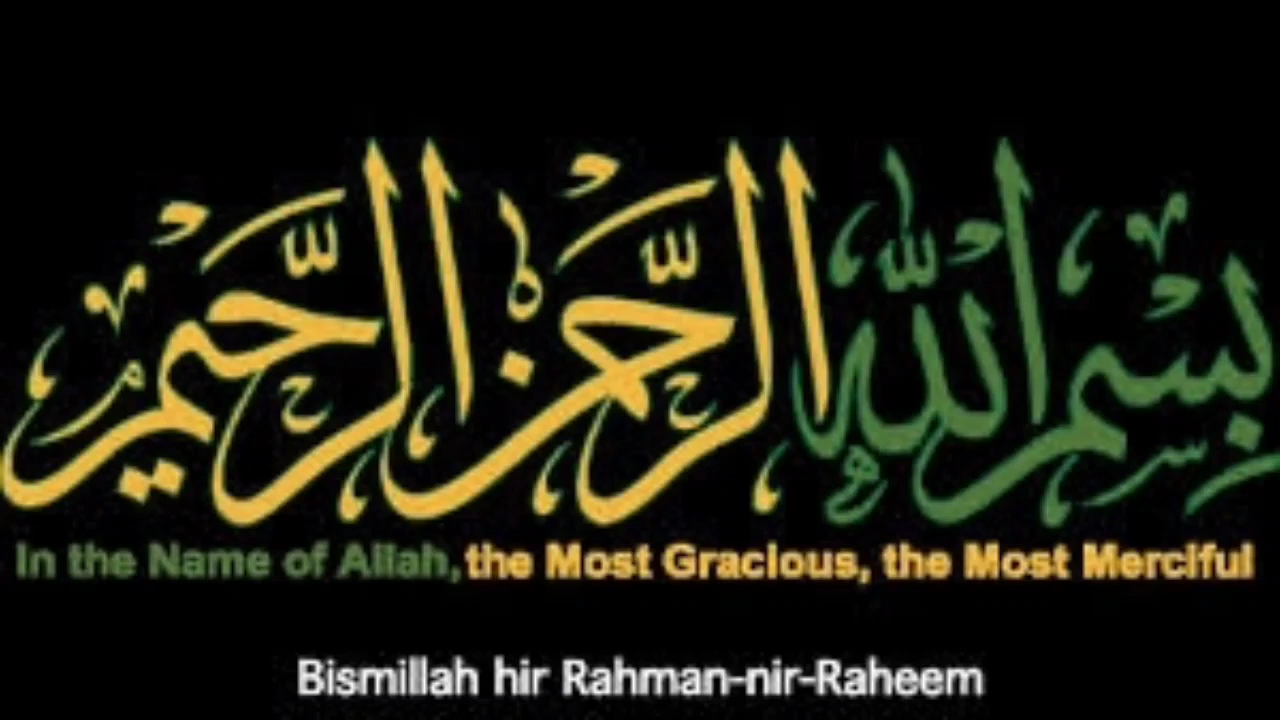 بسم الله الرحمن الرحيم
In the Name of Allah, the Most Gracious, the Most Merciful
Bismillah hir Rahman-nir-Raheem